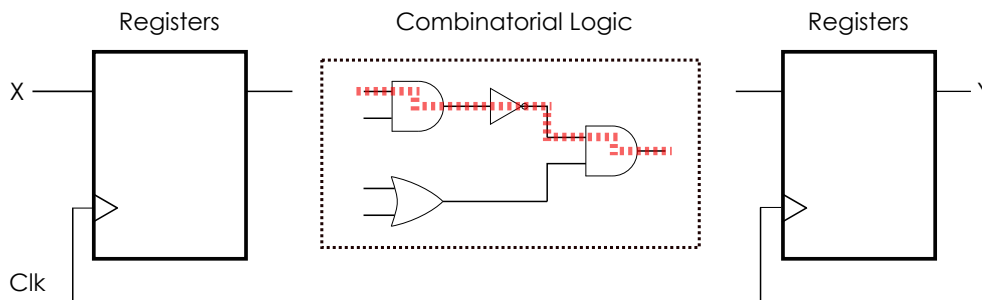 Registers
Combinatorial Logic
Registers
X
Y
Clk